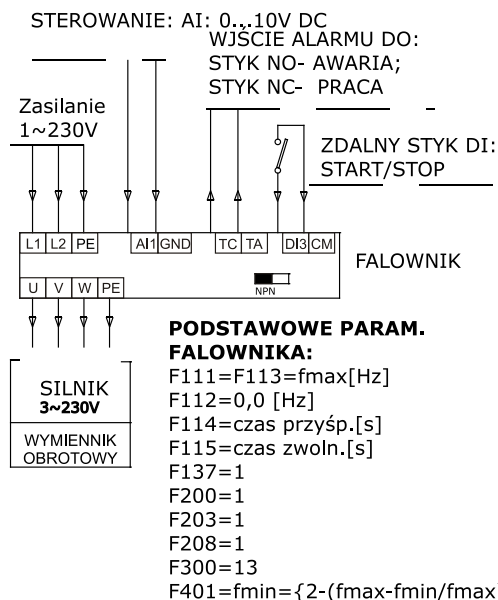 STEROWANIE: AI: 0...10V DC
WJŚCIE ALARMU DO:
STYK NO- AWARIA;
STYK NC- PRACA
Zasilanie
1~230V
ZDALNY STYK DI:
START/STOP
L1 L2 PE AI1 GND TC TA DI3 CM
FALOWNIK
U V W PE
NPN
SILNIK
3~230V
WYMIENNIK
OBROTOWY
PODSTAWOWE PARAM.
FALOWNIKA:
F111=F113=fmax[Hz]
F112=0,0 [Hz]
F114=czas przyśp.[s]
F115=czas zwoln.[s]
F137=1
F200=1
F203=1
F208=1
F300=13
F401=fmin={2-(fmax-fmin/fmax